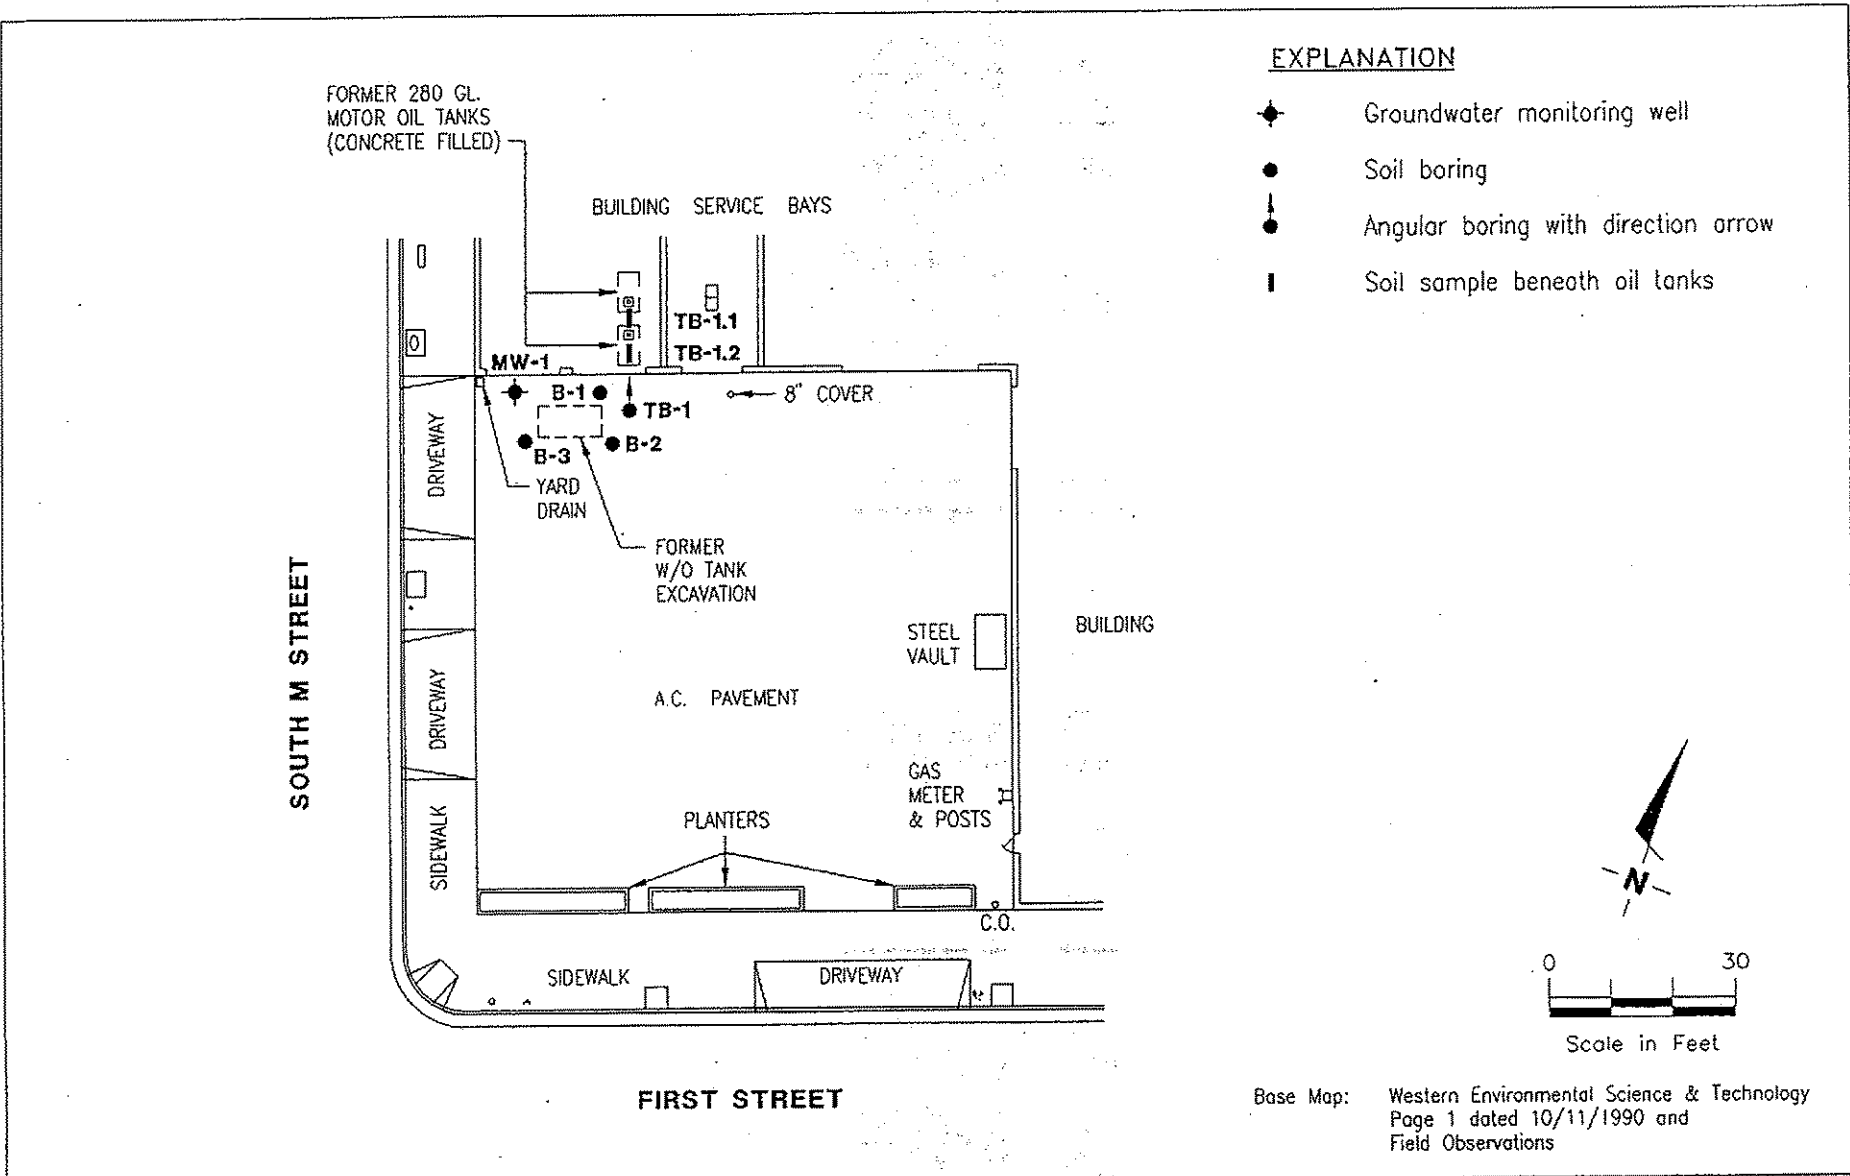 EXPLANATION
Groundwater monitoring well
Soil boring
Angular boring with direction arrow
Soil sample beneath oil tanks
FORMER 280 GL.
MOTOR OIL TANKS
(CONCRETE FILLED)
BUILDING SERVICE BAYS
TB-1.1
TB-1.2
MW-1
B-1
TB-1
8" COVER
B-3
B-2
YARD
DRAIN
FORMER
W/O TANK
EXCAVATION
DRIVEWAY
SOUTH M STREET
DRIVEWAY
SIDEWALK
STEEL
VAULT
BUILDING
A.C. PAVEMENT
GAS
METER
& POSTS
PLANTERS
C.O.
SIDEWALK
DRIVEWAY
FIRST STREET
N
0 30
Scale in Feet
Base Map: Western Environmental Science & Technology
Page 1 dated 10/11/1990 and
Field Observations